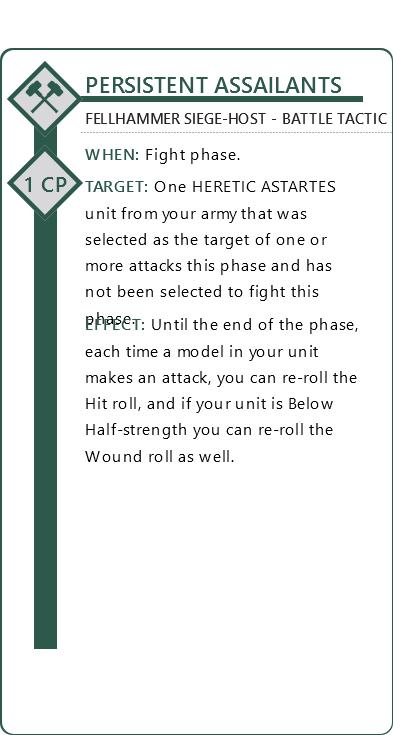 PERSISTENT ASSAILANTS
FELLHAMMER SIEGE-HOST - BATTLE TACTIC
WHEN: Fight phase.
1 CP
TARGET: One HERETIC ASTARTES
unit from your army that was
selected as the target of one or
more attacks this phase and has
not been selected to fight this
phase.
EFFECT: Until the end of the phase,
each time a model in your unit
makes an attack, you can re-roll the
Hit roll, and if your unit is Below
Half-strength you can re-roll the
Wound roll as well.